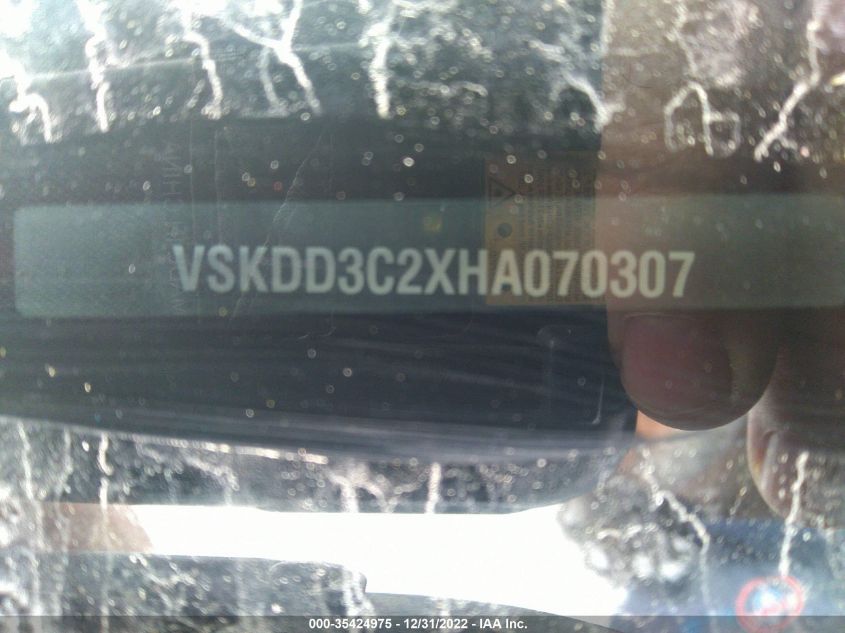 VSKDD3C2XHA070307
000-35424975 - 12/31/2022 - IAA Inc.